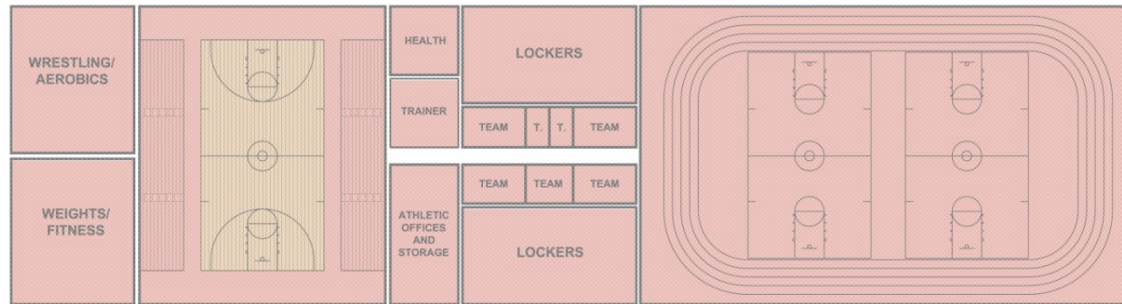 WRESTLING/
AEROBICS
WEIGHTS/
FITNESS
HEALTH
TRAINER
ATHLETIC
OFFICES
AND
STORAGE
LOCKERS
TEAM
T.
T.
TEAM
TEAM
TEAM
TEAM
LOCKERS